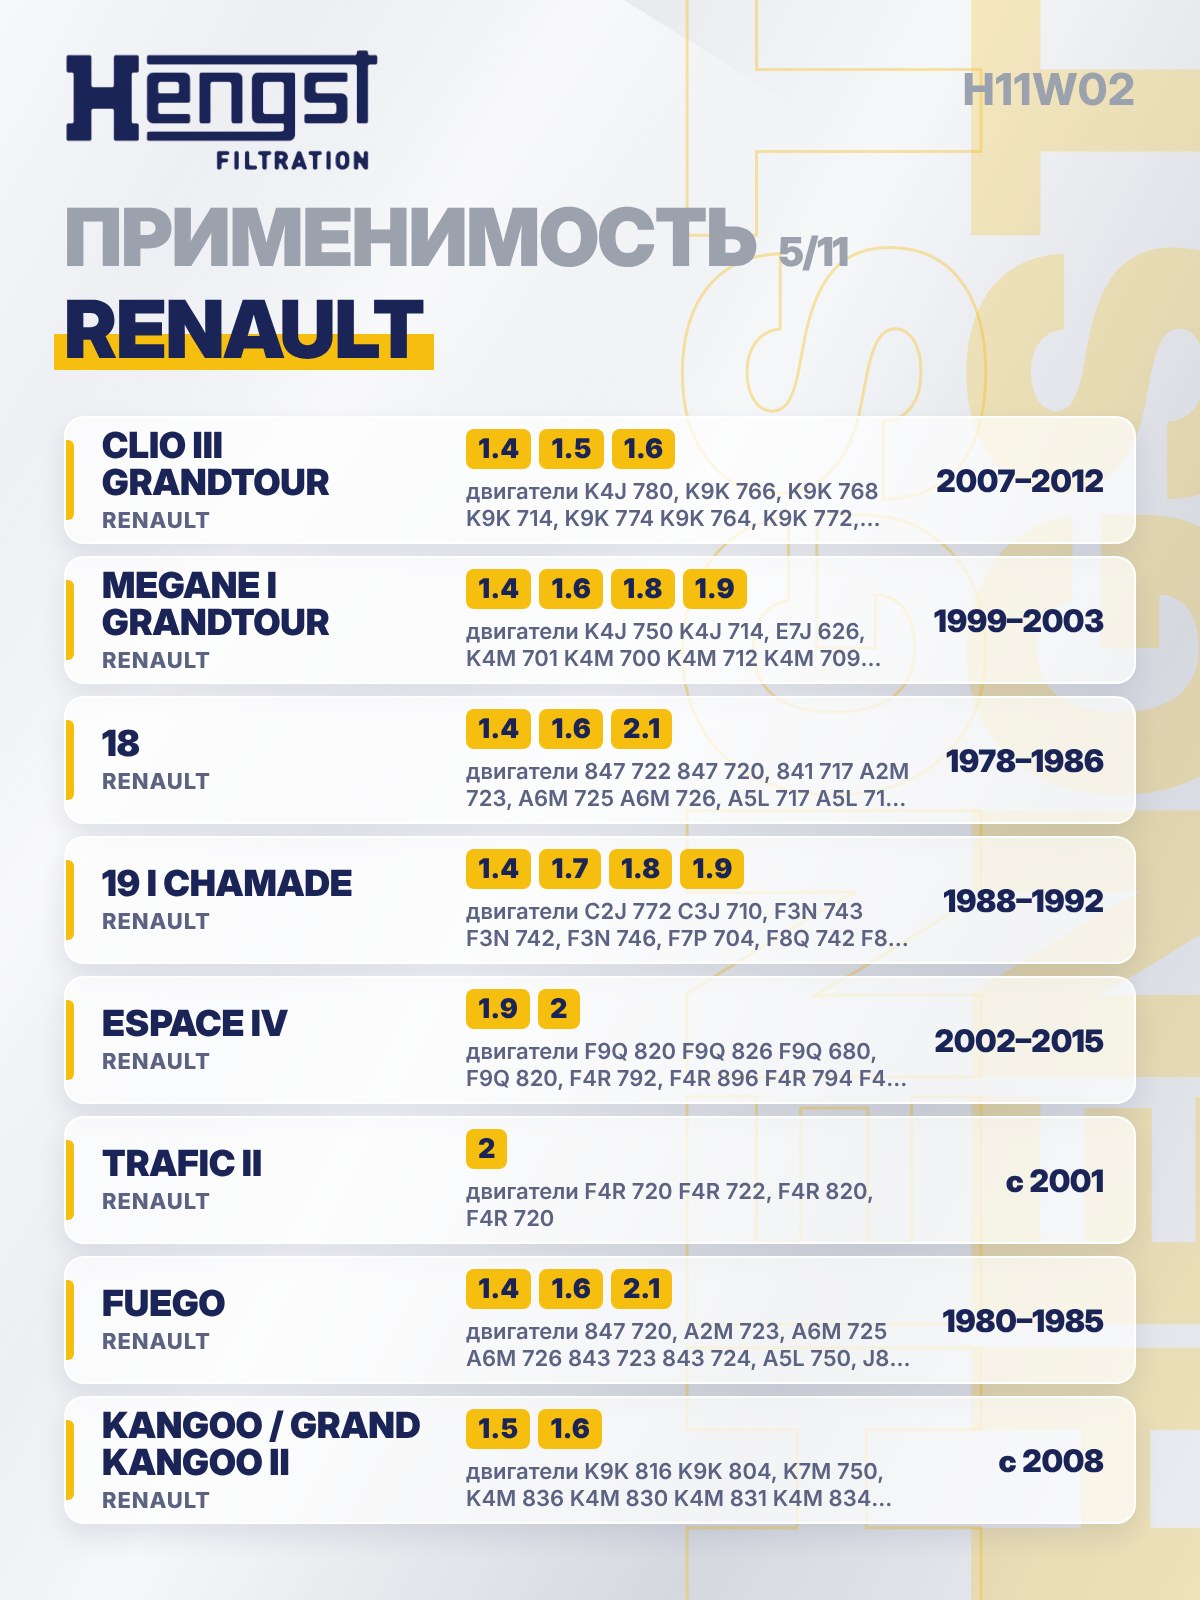 Hengst
FILTRATION
H11W02
ПРИМЕНИМОСТЬ 5/11
RENAULT
CLIO III
GRANDTOUR
RENAULT
1.4 1.5 1.6
двигатели K4J 780, K9K 766, K9K 768
K9K 714, K9K 774 K9K 764, K9K 772,...
2007–2012
MEGANE I
GRANDTOUR
RENAULT
1.4 1.6 1.8 1.9
двигатели K4J 750 K4J 714, E7J 626,
K4M 701 K4M 700 K4M 712 K4M 709...
1999–2003
18
RENAULT
1.4 1.6 2.1
двигатели 847 722 847 720, 841 717 A2M
723, A6M 725 A6M 726, A5L 717 A5L 71...
1978–1986
19 I CHAMADE
RENAULT
1.4 1.7 1.8 1.9
двигатели C2J 772 C3J 710, F3N 743
F3N 742, F3N 746, F7P 704, F8Q 742 F8...
1988–1992
ESPACE IV
RENAULT
1.9 2
двигатели F9Q 820 F9Q 826 F9Q 680,
F9Q 820, F4R 792, F4R 896 F4R 794 F4...
2002–2015
TRAFIC II
RENAULT
2
двигатели F4R 720 F4R 722, F4R 820,
F4R 720
с 2001
FUEGO
RENAULT
1.4 1.6 2.1
двигатели 847 720, A2M 723, A6M 725
A6M 726 843 723 843 724, A5L 750, J8...
1980–1985
KANGOO / GRAND
KANGOO II
RENAULT
1.5 1.6
двигатели K9K 816 K9K 804, K7M 750,
K4M 836 K4M 830 K4M 831 K4M 834...
с 2008